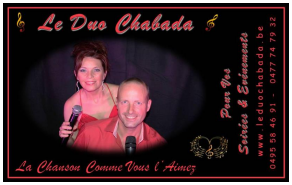 Le Duo Chabada
La Chanson Comme Vous l'Aimez
Pour Vos
Soirées & Evénements
www.leduochabada.be
0495 58 46 91 - 0477 74 79 32